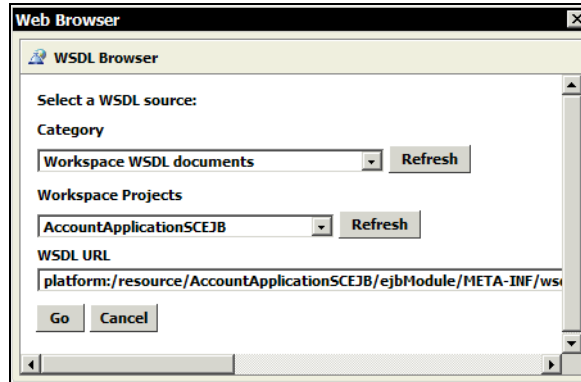 Web Browser
WSDL Browser
Select a WSDL source:
Category
Workspace WSDL documents Refresh
Workspace Projects
AccountApplicationSCEJB Refresh
WSDL URL
platform:/resource/AccountApplicationSCEJB/ejbModule/META-INF/wsd
Go Cancel